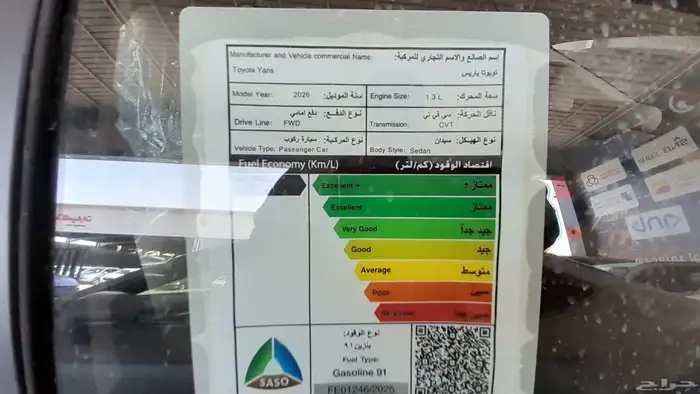 Manufacturer and Vehicle commercial Name: إسم الصانع والاسم التجاري للمركبة:
Toyota Yaris تويوتا ياريس
Model Year: 2026 سنة الموديل: Engine Size: 1.3 L سعة المحرك:
Drive Line: FWD دفع امامي نوع الدفع: Transmission: CVT سي في تي ناقل الحركة:
Vehicle Type: Passenger Car سيارة ركوب نوع المركبة: Body Style: Sedan سيدان نوع الهيكل:
Fuel Economy (Km/L) اقتصاد الوقود (كم/لتر)
Excellent + ممتاز +
Excellent ممتاز
Very Good جيد جداً
Good جيد
Average متوسط
Poor سيئ
نوع الوقود:
بنزين ٩١
Fuel Type:
Gasoline 91
SASO
FE01246/2026
حراج